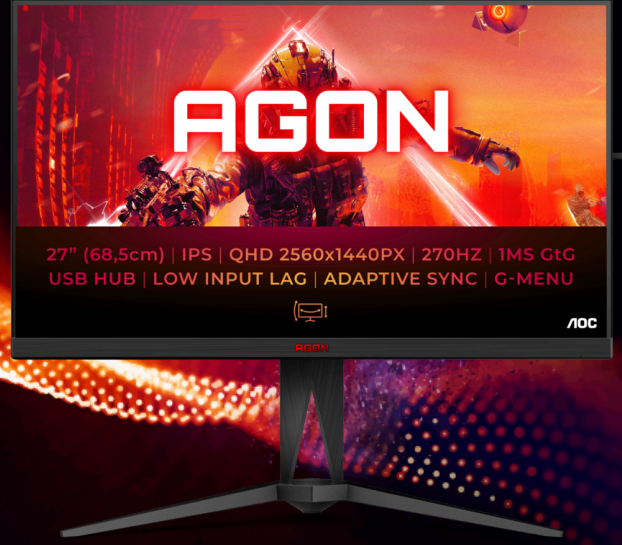 AGON
27" (68,5cm) | IPS | QHD 2560x1440PX | 270HZ | 1MS GtG
USB HUB | LOW INPUT LAG | ADAPTIVE SYNC | G-MENU
AOC
AGON